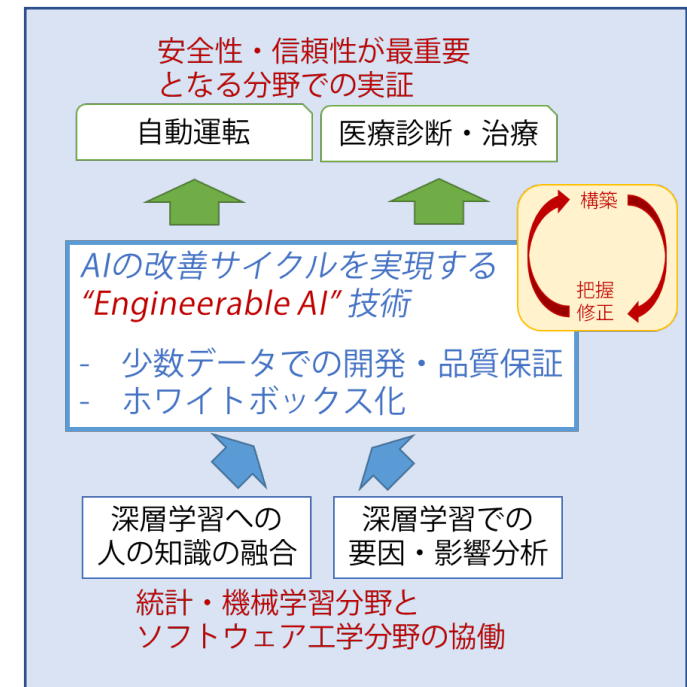 安全性・信頼性が最重要
となる分野での実証
自動運転
医療診断・治療
構築
把握
修正
AIの改善サイクルを実現する
“Engineerable AI” 技術
- 少数データでの開発・品質保証
- ホワイトボックス化
深層学習への
人の知識の融合
深層学習での
要因・影響分析
統計・機械学習分野と
ソフトウェア工学分野の協働